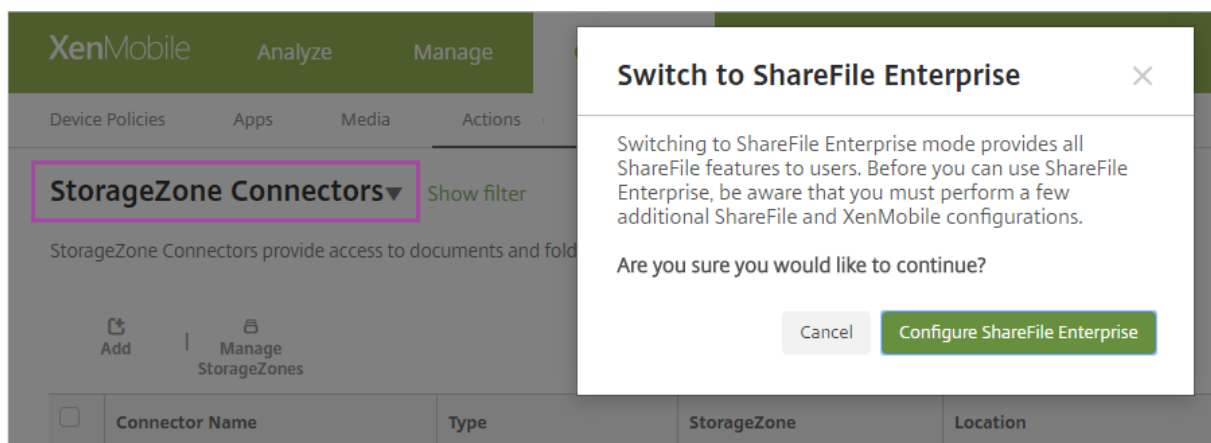 XenMobile Analyze Manage
Switch to ShareFile Enterprise
Device Policies Apps Media Actions
Switching to ShareFile Enterprise mode provides all
ShareFile features to users. Before you can use ShareFile
Enterprise, be aware that you must perform a few
additional ShareFile and XenMobile configurations.
Are you sure you would like to continue?
Cancel Configure ShareFile Enterprise
StorageZone Connectors Show filter
StorageZone Connectors provide access to documents and fold
Add
Manage
StorageZones
Connector Name Type StorageZone Location